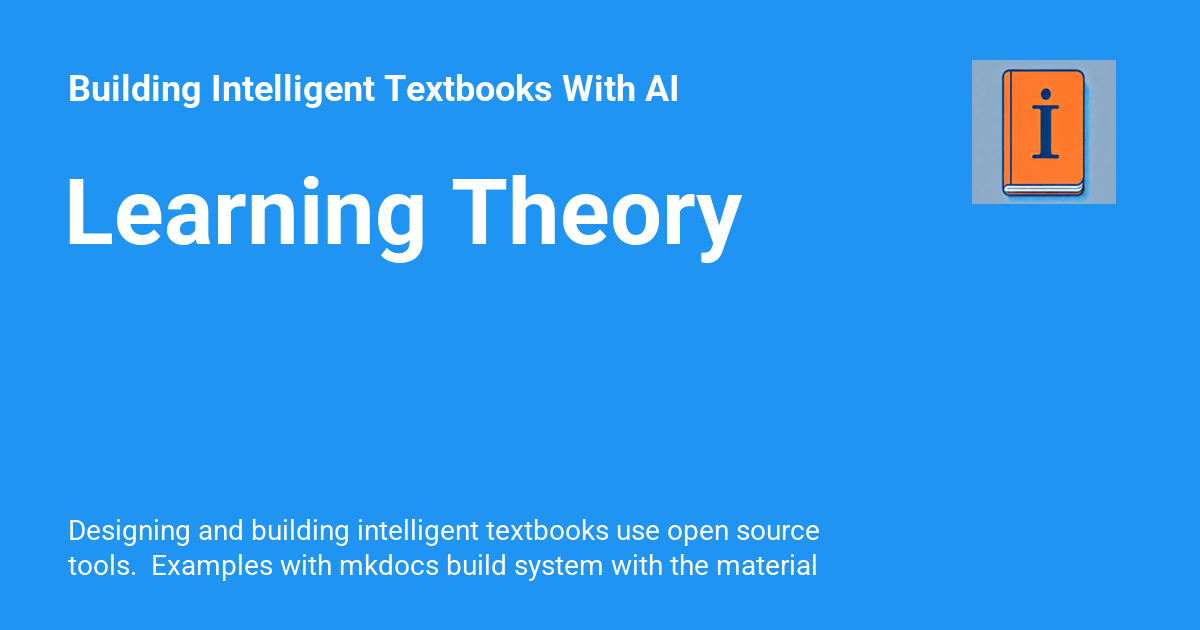 Building Intelligent Textbooks With AI
i
Learning Theory
Designing and building intelligent textbooks use open source
tools.  Examples with mkdocs build system with the material